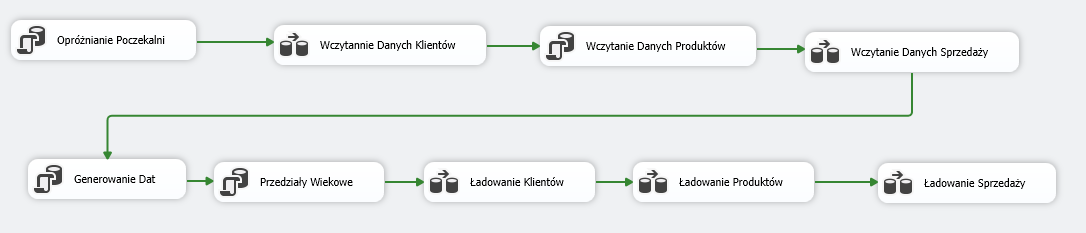 Opróżnianie Poczekalni
Wczytannie Danych Klientów
Wczytanie Danych Produktów
Wczytanie Danych Sprzedaży
Generowanie Dat
Przedziały Wiekowe
Ładowanie Klientów
Ładowanie Produktów
Ładowanie Sprzedaży